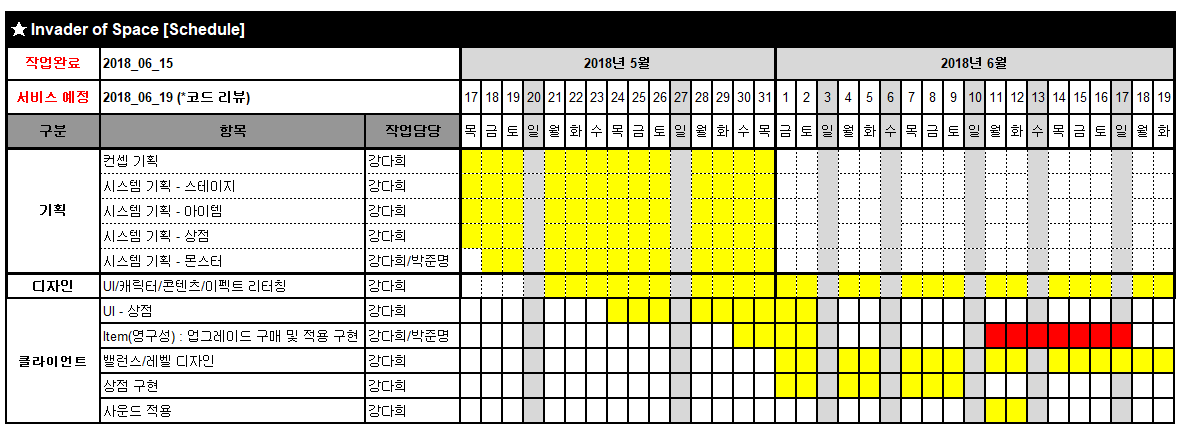 ★ Invader of Space [Schedule]
작업완료 2018_06_15 2018년 5월 2018년 6월
서비스 예정 2018_06_19 (*코드 리뷰) 17 18 19 20 21 22 23 24 25 26 27 28 29 30 31 1 2 3 4 5 6 7 8 9 10 11 12 13 14 15 16 17 18 19
구분 항목 작업담당 목 금 토 일 월 화 수 목 금 토 일 월 화 수 목 금 토 일 월 화 수 목 금 토 일 월 화 수 목 금 토 일 월 화
기획 컨셉 기획 강다희
시스템 기획 - 스테이지 강다희
시스템 기획 - 아이템 강다희
시스템 기획 - 상점 강다희
시스템 기획 - 몬스터 강다희/박준명
디자인 UI/캐릭터/콘텐츠/이펙트 리터칭 강다희
클라이언트 UI - 상점 강다희
Item(영구성) : 업그레이드 구매 및 적용 구현 강다희/박준명
밸런스/레벨 디자인 강다희
상점 구현 강다희
사운드 적용 강다희